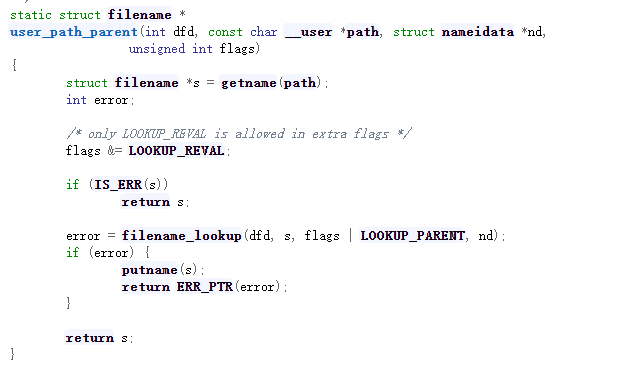 static struct filename *
user_path_parent(int dfd, const char __user *path, struct nameidata *nd,
unsigned int flags)
{
struct filename *s = getname(path);
int error;
/* only LOOKUP_REVAL is allowed in extra flags */
flags &= LOOKUP_REVAL;
if (IS_ERR(s))
return s;
error = filename_lookup(dfd, s, flags | LOOKUP_PARENT, nd);
if (error) {
putname(s);
return ERR_PTR(error);
}
return s;
}